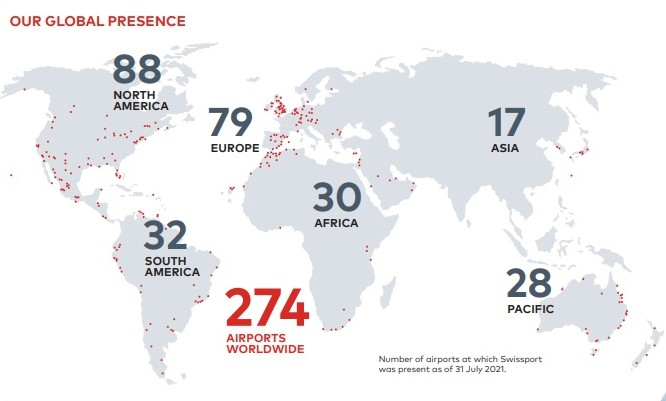 OUR GLOBAL PRESENCE
88
NORTH
AMERICA
79
EUROPE
17
ASIA
30
AFRICA
32
SOUTH
AMERICA
28
PACIFIC
274
AIRPORTS
WORLDWIDE
Number of airports at which Swissport
was present as of 31 July 2021.